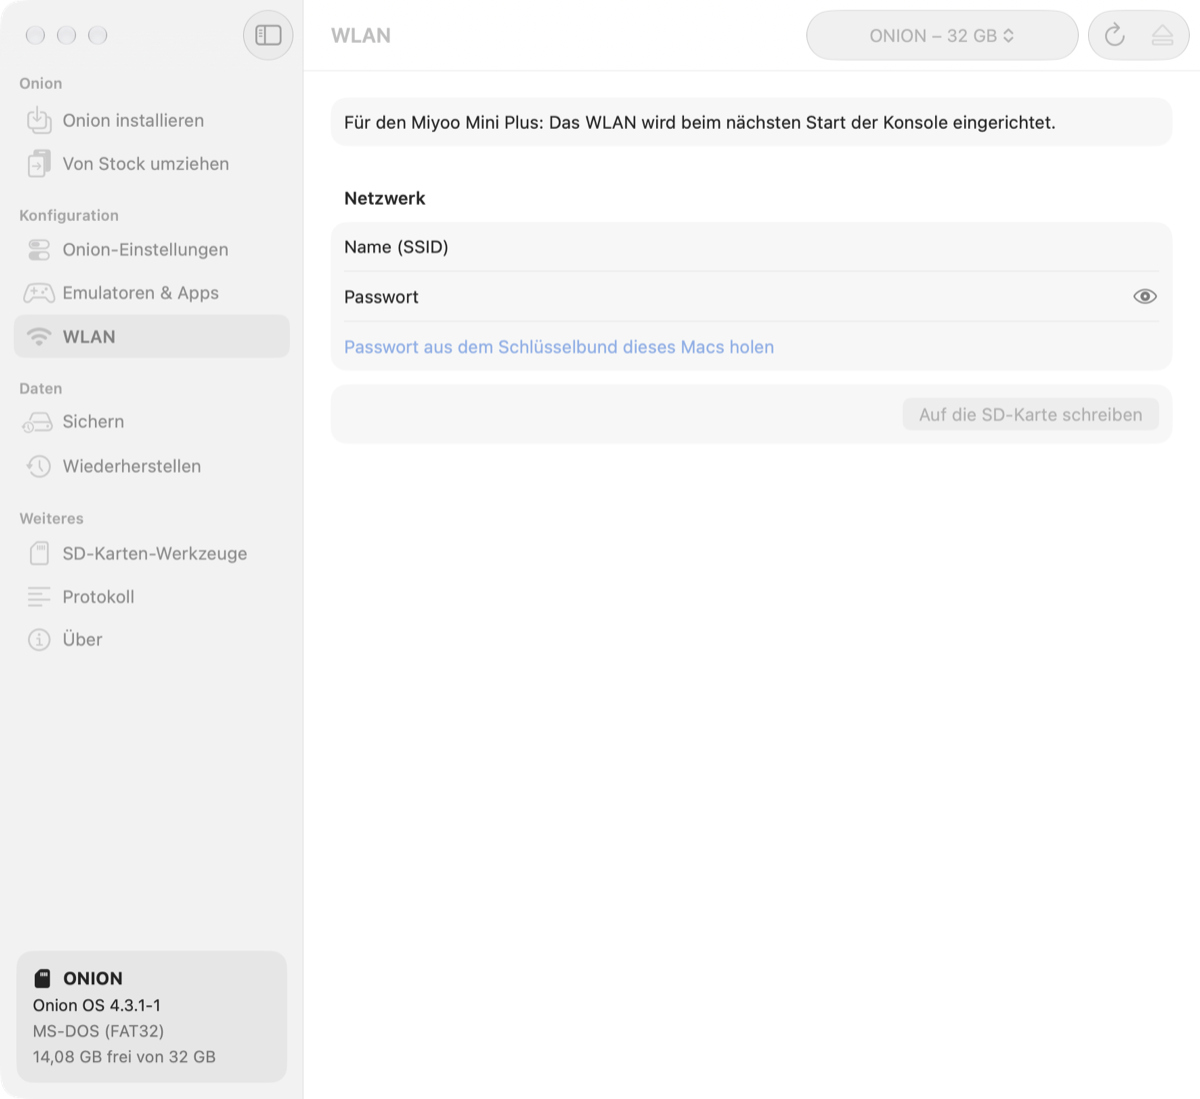 WLAN
ONION – 32 GB
Onion
Onion installieren
Von Stock umziehen
Konfiguration
Onion-Einstellungen
Emulatoren & Apps
WLAN
Daten
Sichern
Wiederherstellen
Weiteres
SD-Karten-Werkzeuge
Protokoll
Über
ONION
Onion OS 4.3.1-1
MS-DOS (FAT32)
14,08 GB frei von 32 GB
Für den Miyoo Mini Plus: Das WLAN wird beim nächsten Start der Konsole eingerichtet.
Netzwerk
Name (SSID)
Passwort
Passwort aus dem Schlüsselbund dieses Macs holen
Auf die SD-Karte schreiben